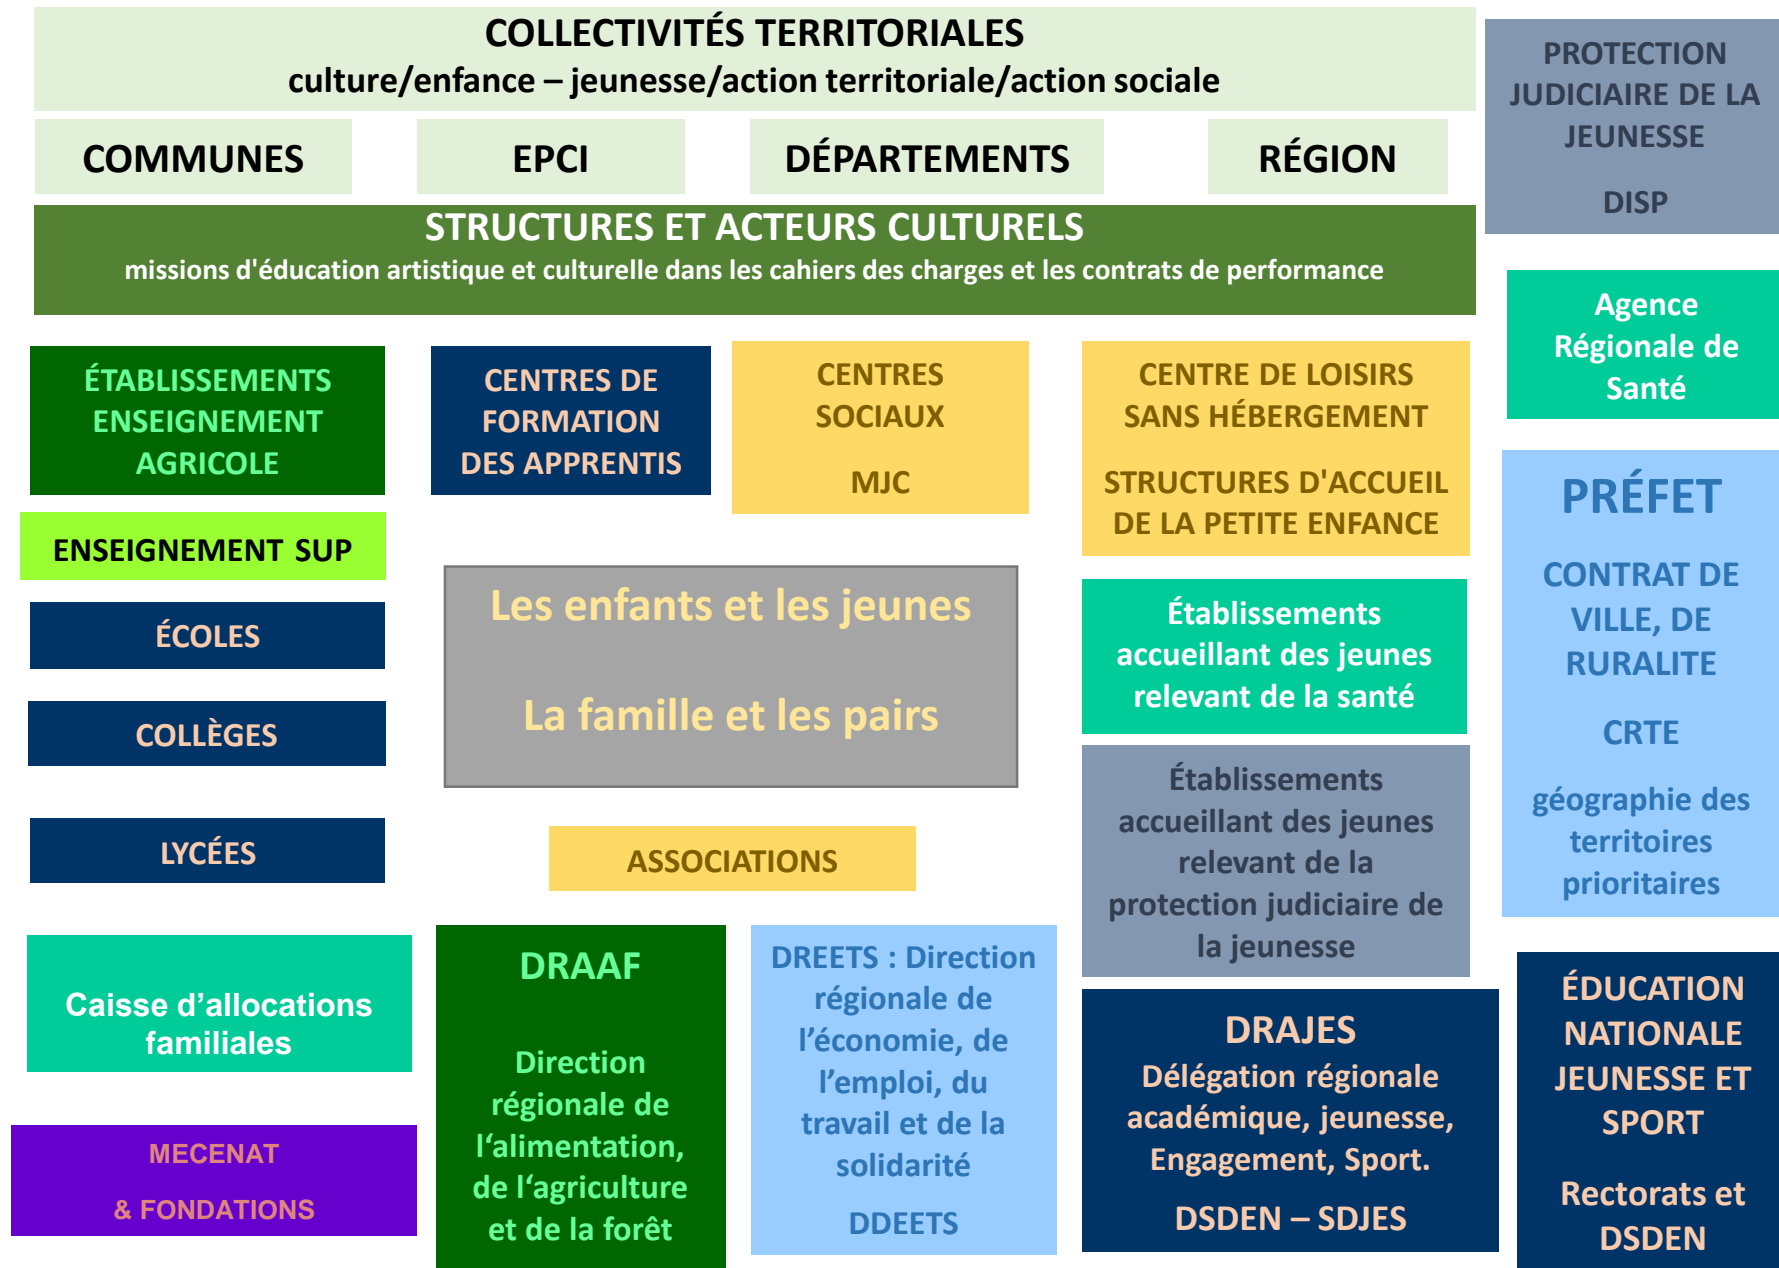 COLLECTIVITÉS TERRITORIALES
culture/enfance – jeunesse/action territoriale/action sociale
COMMUNES
EPCI
DÉPARTEMENTS
RÉGION
STRUCTURES ET ACTEURS CULTURELS
missions d'éducation artistique et culturelle dans les cahiers des charges et les contrats de performance
PROTECTION
JUDICIAIRE DE LA
JEUNESSE
DISP
Agence
Régionale de
Santé
ÉTABLISSEMENTS
ENSEIGNEMENT
AGRICOLE
CENTRES DE
FORMATION
DES APPRENTIS
CENTRES
SOCIAUX
MJC
CENTRE DE LOISIRS
SANS HÉBERGEMENT
STRUCTURES D'ACCUEIL
DE LA PETITE ENFANCE
PRÉFET
CONTRAT DE
VILLE, DE
RURALITE
CRTE
géographie des
territoires
prioritaires
ENSEIGNEMENT SUP
ÉCOLES
COLLÈGES
LYCÉES
Les enfants et les jeunes
La famille et les pairs
ASSOCIATIONS
Établissements
accueillant des jeunes
relevant de la santé
Établissements
accueillant des jeunes
relevant de la
protection judiciaire de
la jeunesse
Caisse d’allocations
familiales
MECENAT
& FONDATIONS
DRAAF
Direction
régionale de
l‘alimentation,
de l‘agriculture
et de la forêt
DREETS : Direction
régionale de
l’économie, de
l’emploi, du
travail et de la
solidarité
DDEETS
DRAJES
Délégation régionale
académique, jeunesse,
Engagement, Sport.
DSDEN – SDJES
ÉDUCATION
NATIONALE
JEUNESSE ET
SPORT
Rectorats et
DSDEN